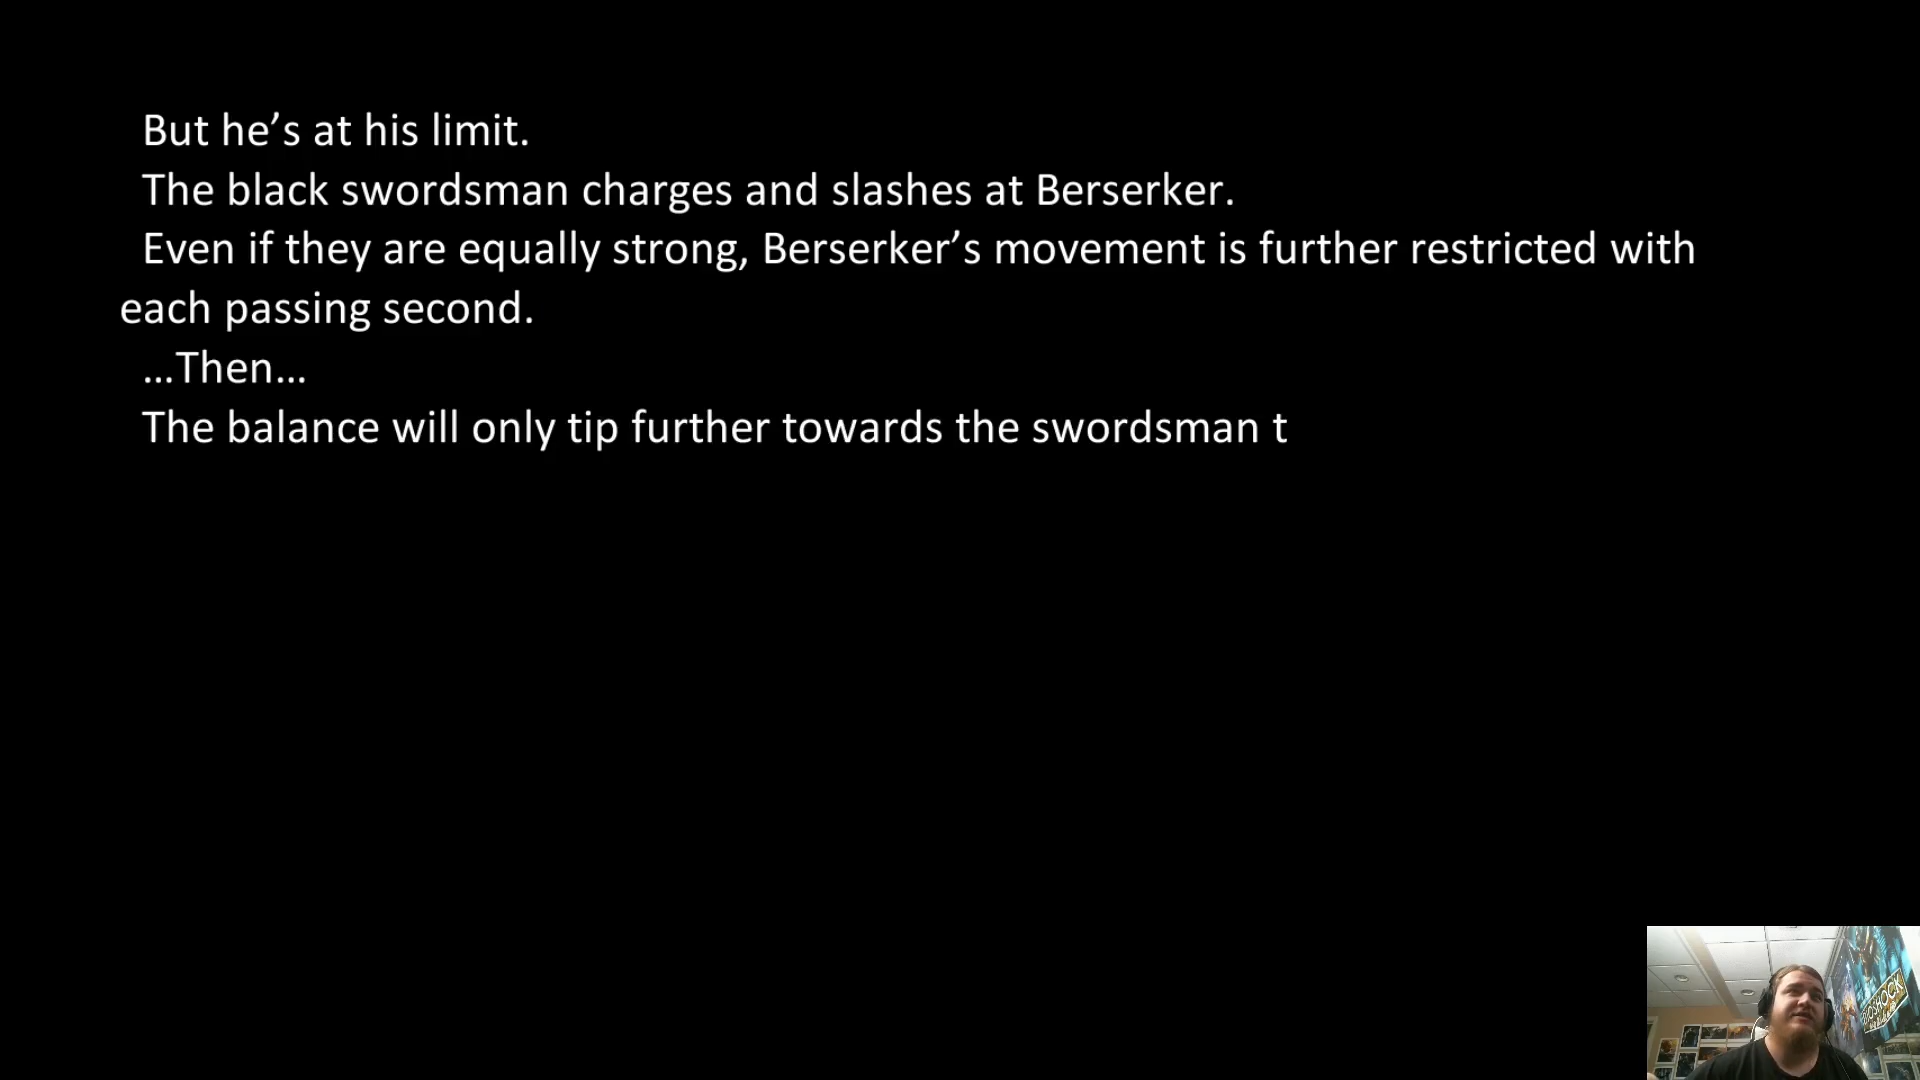 But he’s at his limit.
The black swordsman charges and slashes at Berserker.
Even if they are equally strong, Berserker’s movement is further restricted with
each passing second.
…Then…
The balance will only tip further towards the swordsman t
BIOSHOCK